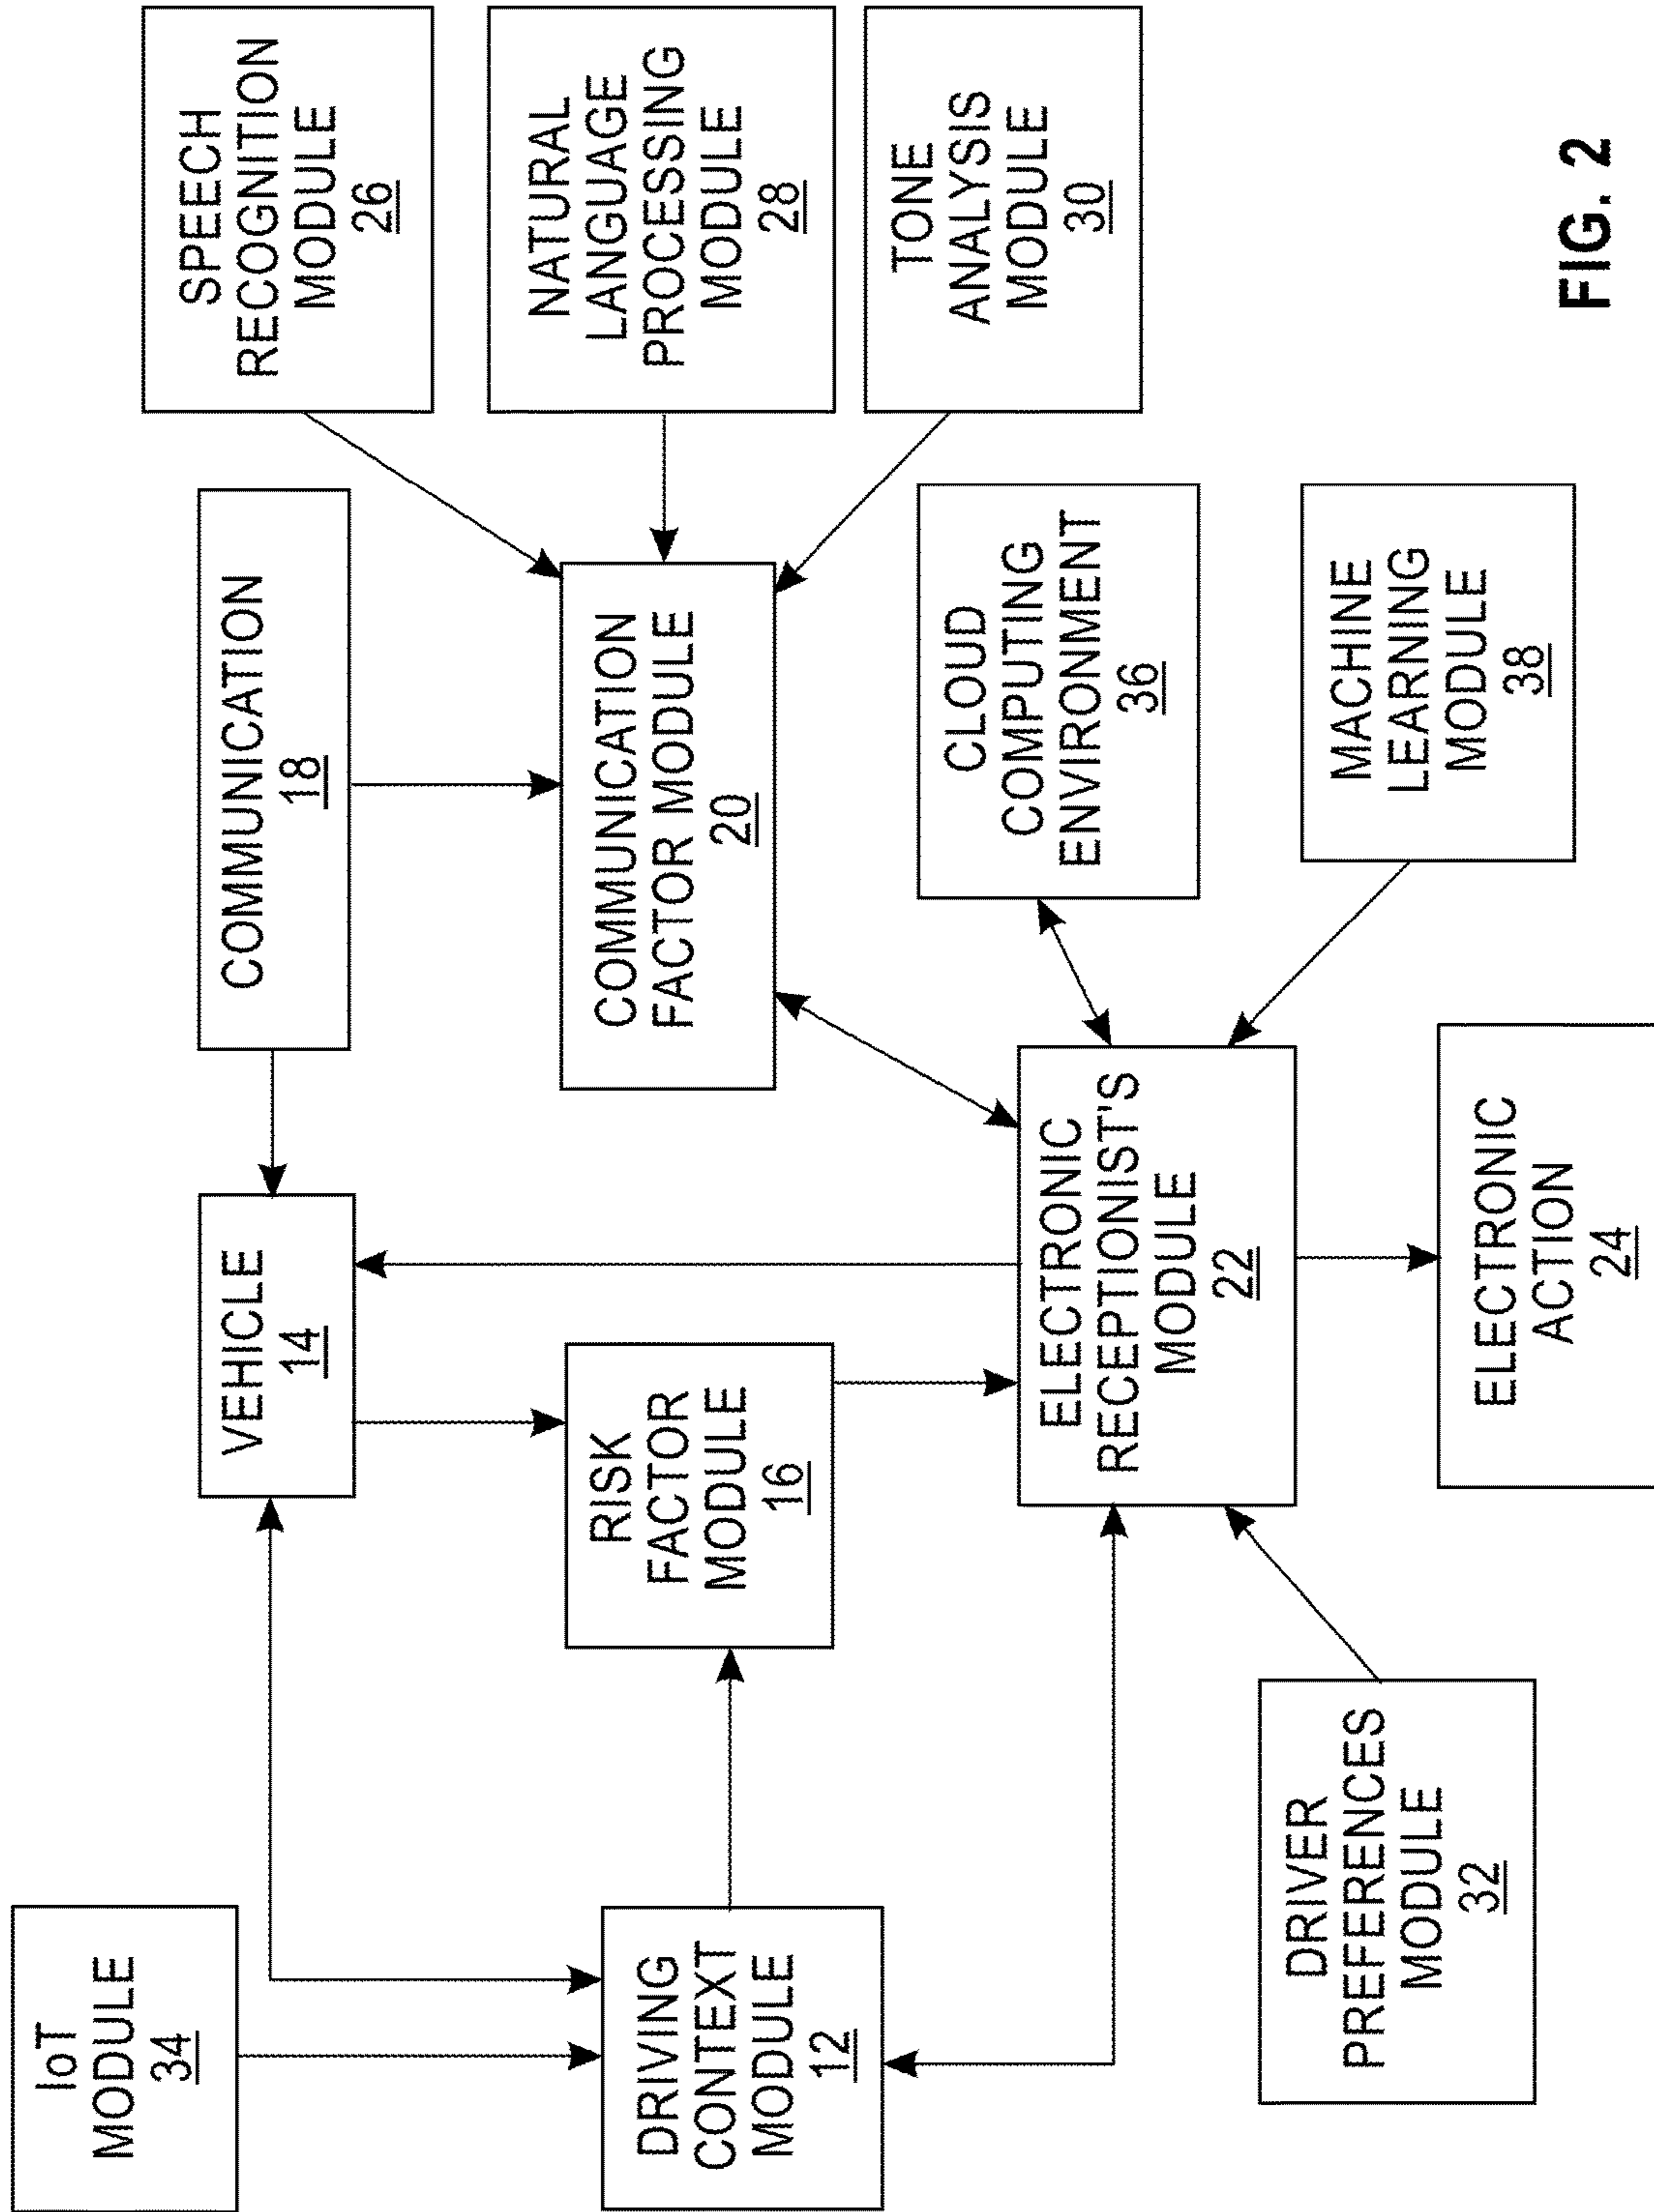 IoT
MODULE
34
VEHICLE
14
COMMUNICATION
18
SPEECH
RECOGNITION
MODULE
26
DRIVING
CONTEXT
MODULE
12
RISK
FACTOR
MODULE
16
COMMUNICATION
FACTOR MODULE
20
NATURAL
LANGUAGE
PROCESSING
MODULE
28
TONE
ANALYSIS
MODULE
30
ELECTRONIC
RECEPTIONIST'S
MODULE
22
CLOUD
COMPUTING
ENVIRONMENT
36
DRIVER
PREFERENCES
MODULE
32
MACHINE
LEARNING
MODULE
38
ELECTRONIC
ACTION
24
FIG. 2